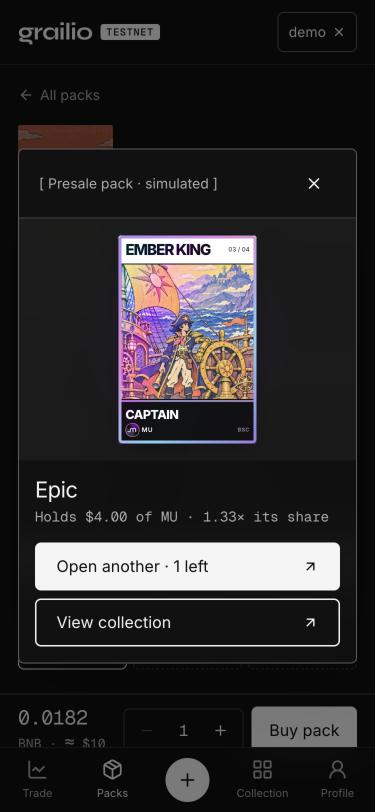 grailio TESTNET
demo ×
← All packs
[ Presale pack · simulated ]
EMBER KING 03 / 04
CAPTAIN
m MU BSC
Epic
Holds $4.00 of MU · 1.33× its share
Open another · 1 left
View collection
0.0182
BNB · ≈ $10
− 1 +
Buy pack
Trade Packs + Collection Profile